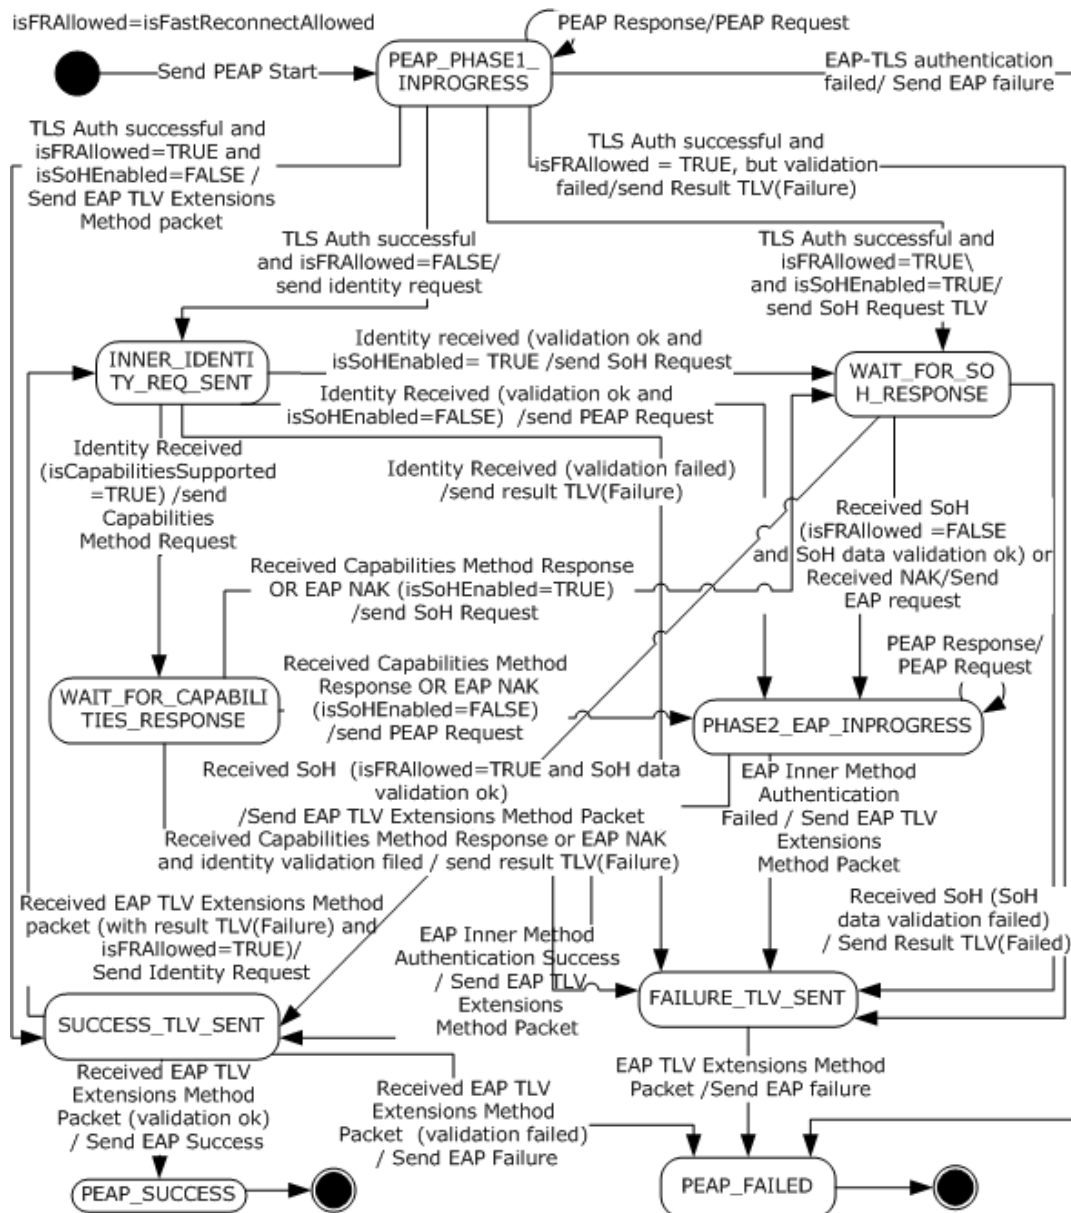 isFRAllowed=isFastReconnectAllowed
PEAP Response/PEAP Request
PEAP_PHASE1_
INPROGRESS
Send PEAP Start
EAP-TLS authentication
failed/ Send EAP failure
TLS Auth successful and
isFRAllowed=TRUE and
isSoHEnabled=FALSE /
Send EAP TLV Extensions
Method packet
TLS Auth successful and
isFRAllowed = TRUE, but validation
failed/send Result TLV(Failure)
TLS Auth successful
and isFRAllowed=FALSE/
send identity request
TLS Auth successful and
isFRAllowed=TRUE\
and isSoHEnabled=TRUE/
send SoH Request TLV
INNER_IDENTI
TY_REQ_SENT
Identity received (validation ok and
isSoHEnabled= TRUE /send SoH Request
WAIT_FOR_SO
H_RESPONSE
Identity Received (validation ok and
isSoHEnabled=FALSE) /send PEAP Request
Identity Received
(isCapabilitiesSupported
=TRUE) /send
Capabilities
Method Request
Identity Received (validation failed)
/send result TLV(Failure)
Received SoH
(isFRAllowed =FALSE
and SoH data validation ok) or
Received NAK/Send
EAP request
Received Capabilities Method Response
OR EAP NAK (isSoHEnabled=TRUE)
/send SoH Request
PEAP Response/
PEAP Request
WAIT_FOR_CAPABILI
TIES_RESPONSE
Received Capabilities Method
Response OR EAP NAK
(isSoHEnabled=FALSE)
/send PEAP Request
PHASE2_EAP_INPROGRESS
Received SoH (isFRAllowed=TRUE and SoH data
validation ok)
/Send EAP TLV Extensions Method Packet
EAP Inner Method
Authentication
Failed / Send EAP TLV
Extensions
Method Packet
Received Capabilities Method Response or EAP NAK
and identity validation filed / send result TLV(Failure)
Received EAP TLV Extensions Method
packet (with result TLV(Failure) and
isFRAllowed=TRUE)/
Send Identity Request
EAP Inner Method
Authentication Success
/ Send EAP TLV
Extensions
Method Packet
Received SoH (SoH
data validation failed)
/ Send Result TLV(Failed)
SUCCESS_TLV_SENT
FAILURE_TLV_SENT
Received EAP TLV
Extensions Method
Packet (validation ok)
/ Send EAP Success
Received EAP TLV
Extensions Method
Packet (validation failed)
/ Send EAP Failure
EAP TLV Extensions Method
Packet /Send EAP failure
PEAP_SUCCESS
PEAP_FAILED